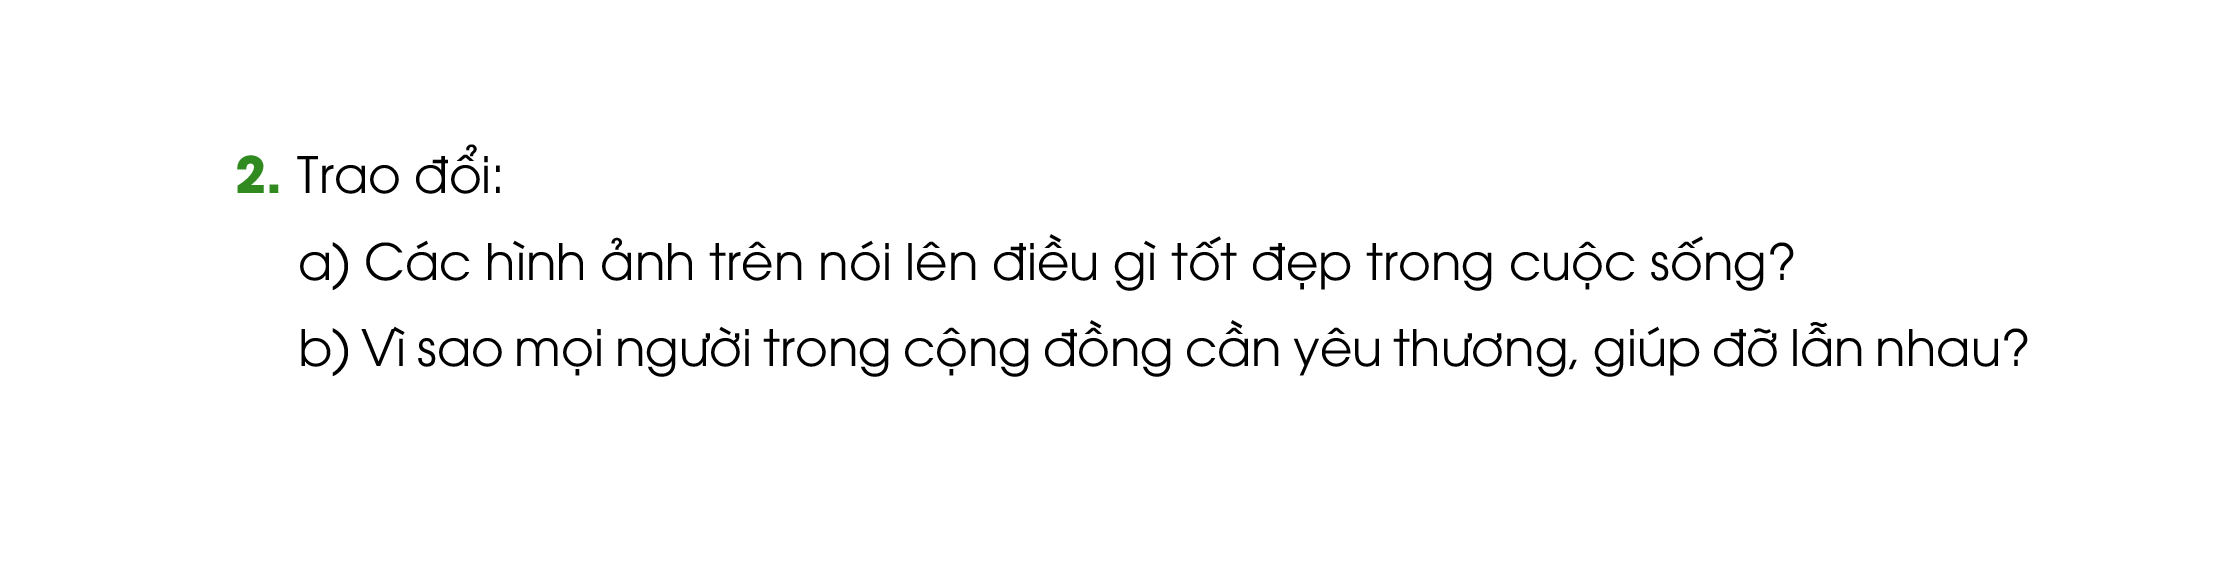 2. Trao đổi:
a) Các hình ảnh trên nói lên điều gì tốt đẹp trong cuộc sống?
b) Vì sao mọi người trong cộng đồng cần yêu thương, giúp đỡ lẫn nhau?